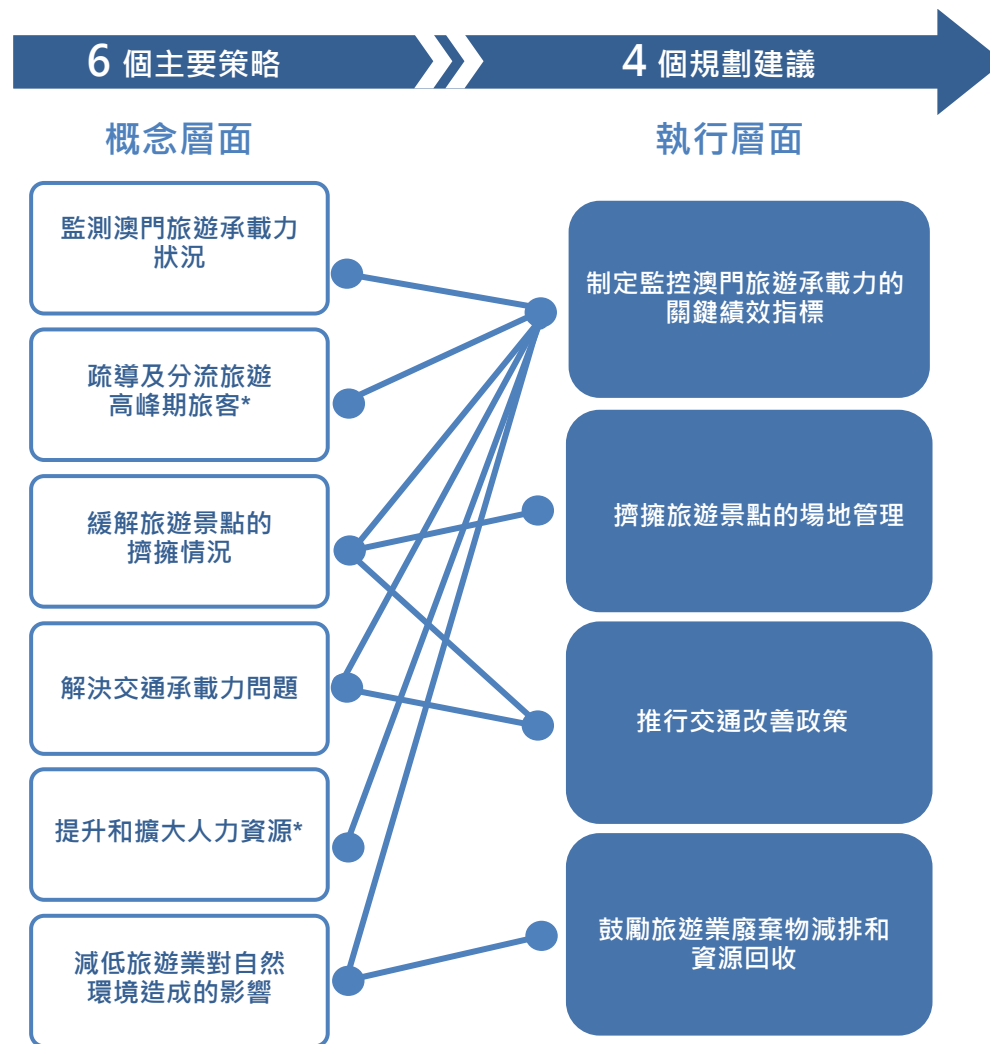 6 個主要策略
4 個規劃建議
概念層面
執行層面
監測澳門旅遊承載力
狀況
疏導及分流旅遊
高峰期旅客*
緩解旅遊景點的
擠擁情況
解決交通承載力問題
提升和擴大人力資源*
減低旅遊業對自然
環境造成的影響
制定監控澳門旅遊承載力的
關鍵績效指標
擠擁旅遊景點的場地管理
推行交通改善政策
鼓勵旅遊業廢棄物減排和
資源回收